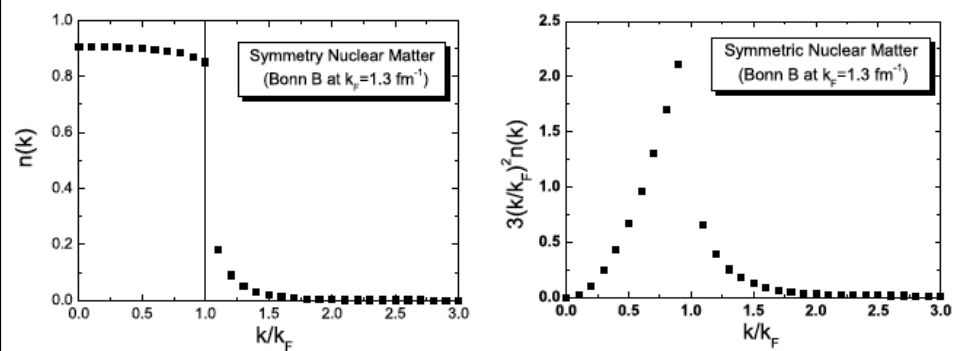 1.0
Symmetry Nuclear Matter
(Bonn B at k_F=1.3 fm^-1)
0.8
0.6
n(k)
0.4
0.2
0.0
0.0 0.5 1.0 1.5 2.0 2.5 3.0
k/k_F
2.5
Symmetric Nuclear Matter
(Bonn B at k_F=1.3 fm^-1)
2.0
1.5
3(k/k_F)^2n(k)
1.0
0.5
0.0
0.0 0.5 1.0 1.5 2.0 2.5 3.0
k/k_F